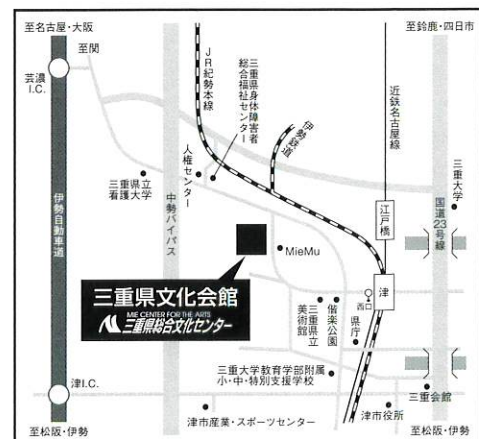 至名古屋・大阪
至鈴鹿・四日市
至関
芸濃
I.C.
JR紀勢本線
三重県身体障害者
総合福祉センター
近鉄名古屋線
伊勢鉄道
人権センター
三重県立
看護大学
三重大学
伊勢自動車道
中勢バイパス
江戸橋
国道23号線
MieMu
三重県文化会館
MIE CENTER FOR THE ARTS
三重県総合文化センター
津
西口
三重県立
美術館
偕楽公園
県庁
三重大学教育学部附属
小・中・特別支援学校
三重会館
津I.C.
津市産業・スポーツセンター
津市役所
至松阪・伊勢
至松阪・伊勢